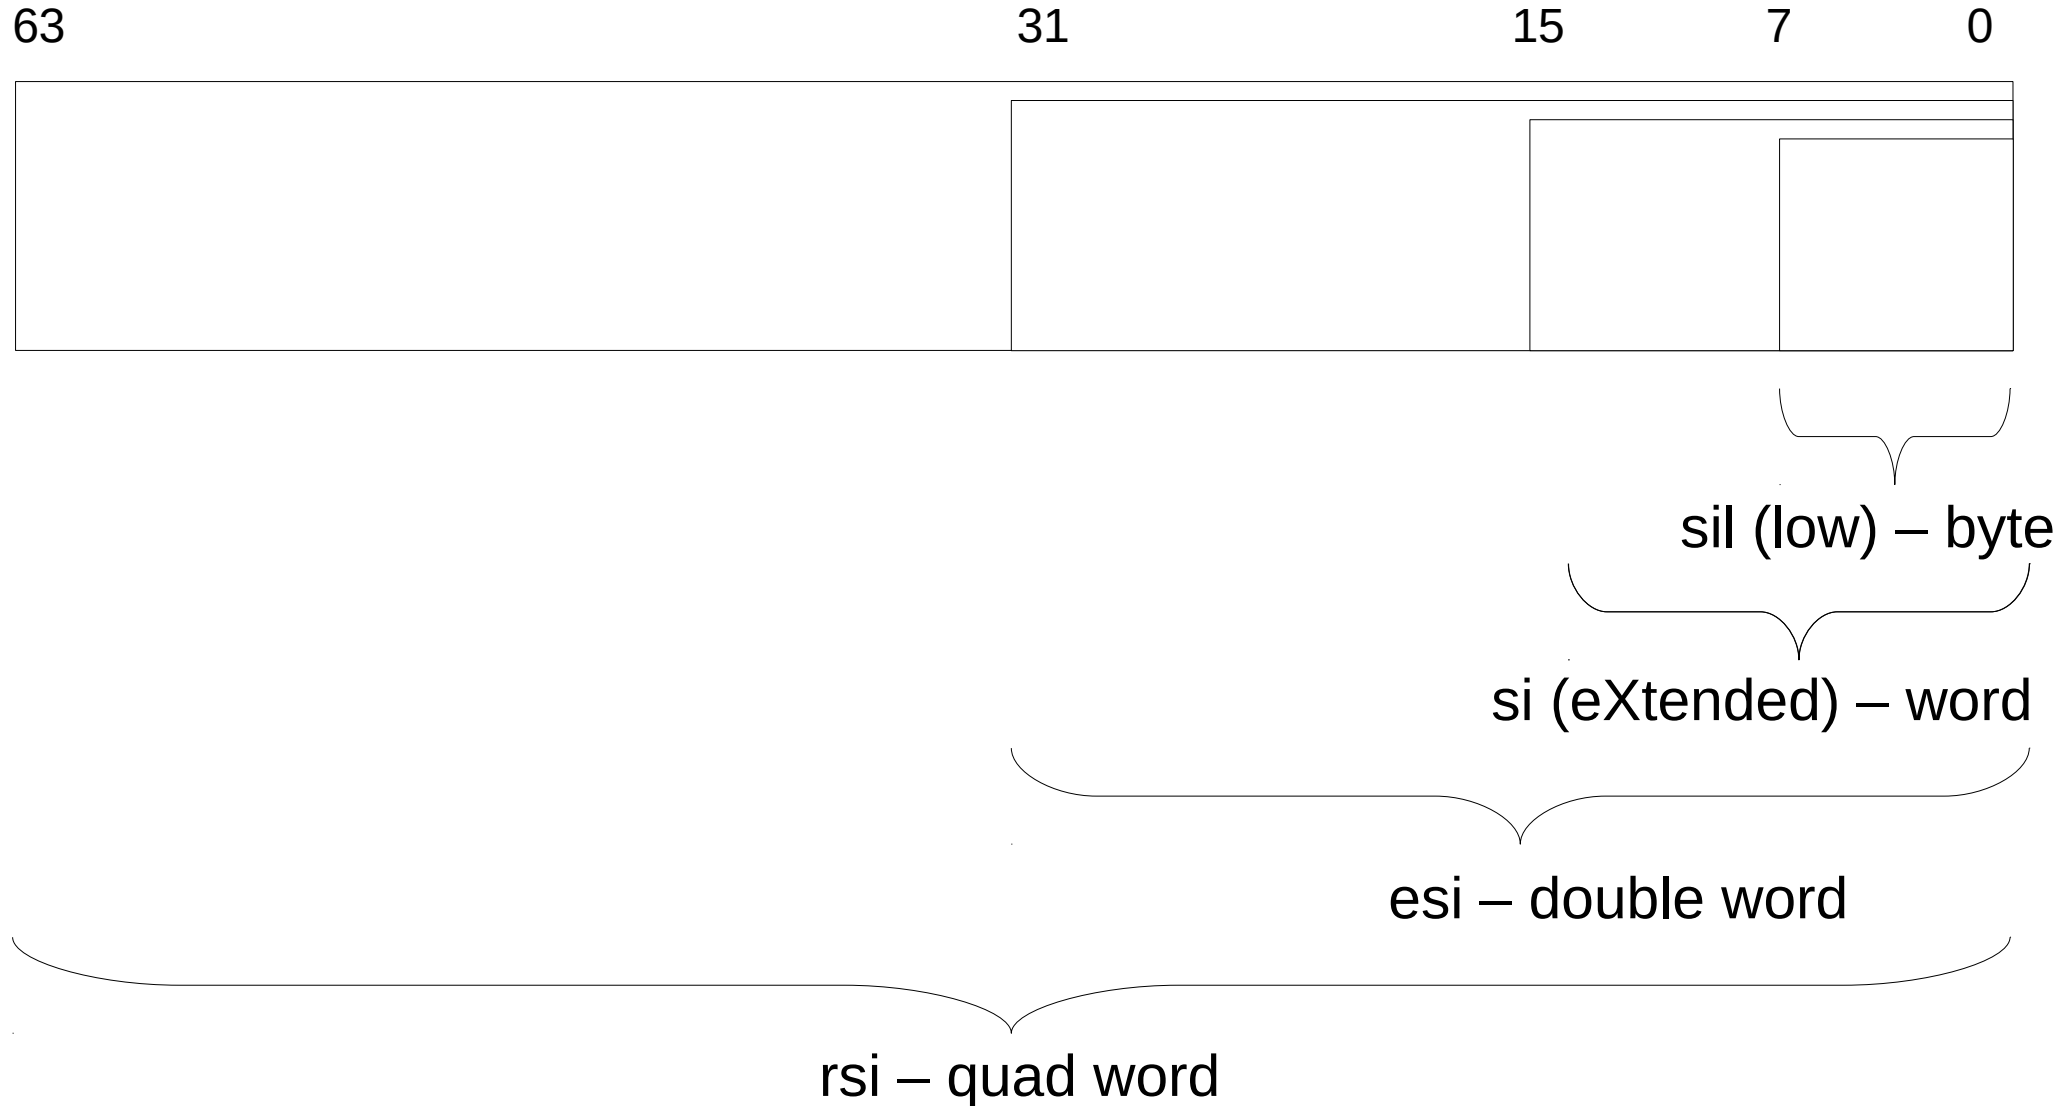 63 31 15 7 0
sil (low) – byte
si (eXtended) – word
esi – double word
rsi – quad word